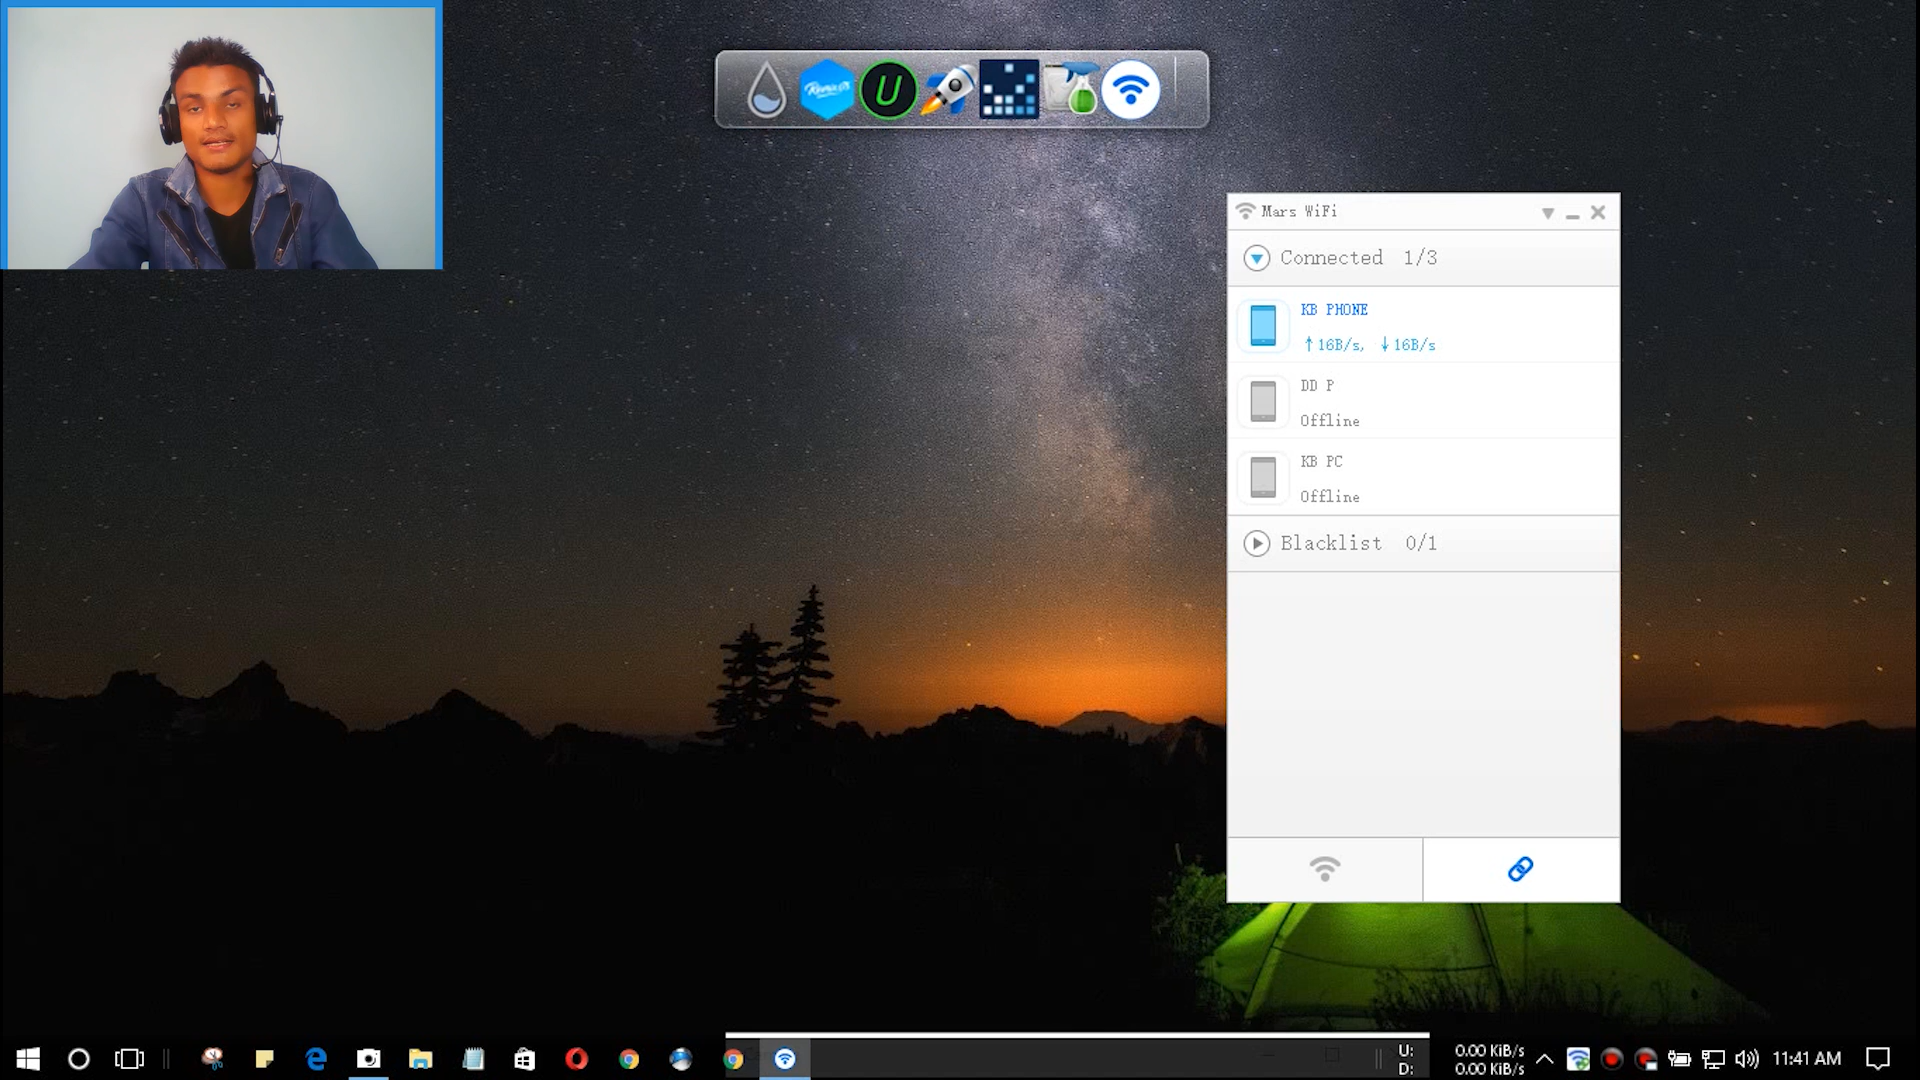 RemixOS
U
Mars WiFi
Connected 1/3
KB PHONE
↑16B/s, ↓16B/s
DD P
Offline
KB PC
Offline
Blacklist 0/1
U: 0.00 KiB/s
D: 0.00 KiB/s
11:41 AM